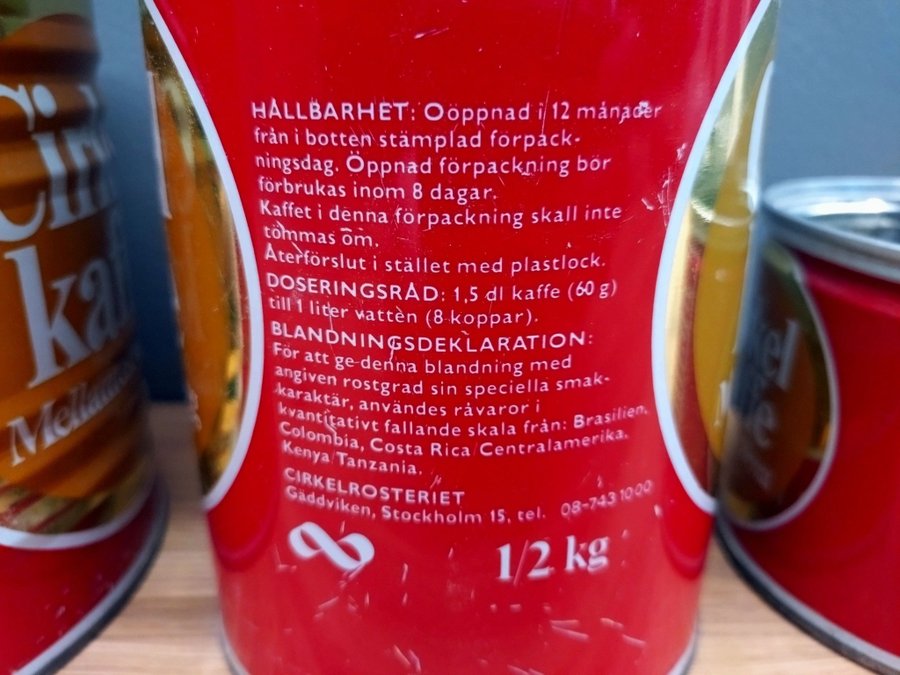 HÅLLBARHET: Oöppnad i 12 månader
från i botten stämplad förpack-
ningsdag. Öppnad förpackning bör
förbrukas inom 8 dagar.
Kaffet i denna förpackning skall inte
tömmas om.
Återförslut i stället med plastlock.
DOSERINGSRÅD: 1,5 dl kaffe (60 g)
till 1 liter vatten (8 koppar).
BLANDNINGSDEKLARATION:
För att ge denna blandning med
angiven rostgrad sin speciella smak-
karaktär, användes råvaror i
kvantitativt fallande skala från: Brasilien,
Colombia, Costa Rica/Centralamerika,
Kenya/Tanzania.
CIRKELROSTERIET
Gäddviken, Stockholm 15, tel. 08-743 10 00
1/2 kg
Cir
kaf